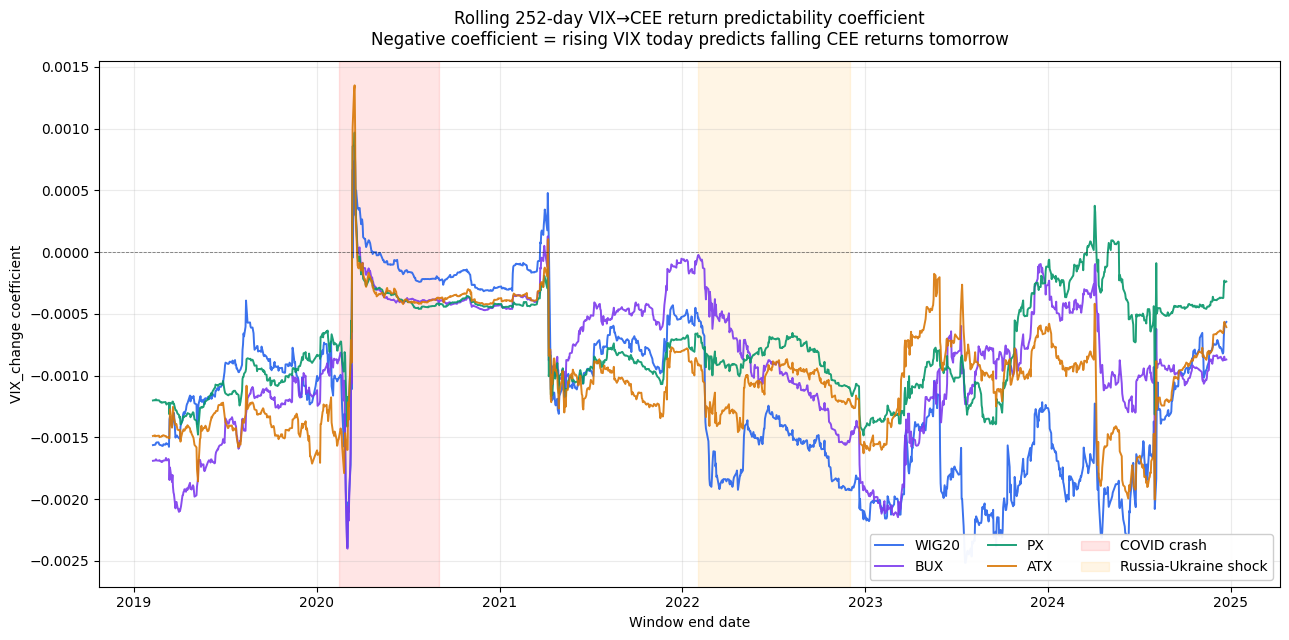 Rolling 252-day VIX→CEE return predictability coefficient
Negative coefficient = rising VIX today predicts falling CEE returns tomorrow
VIX_change coefficient
0.0015
0.0010
0.0005
0.0000
−0.0005
−0.0010
−0.0015
−0.0020
−0.0025
WIG20 PX COVID crash
BUX ATX Russia-Ukraine shock
2019 2020 2021 2022 2023 2024 2025
Window end date